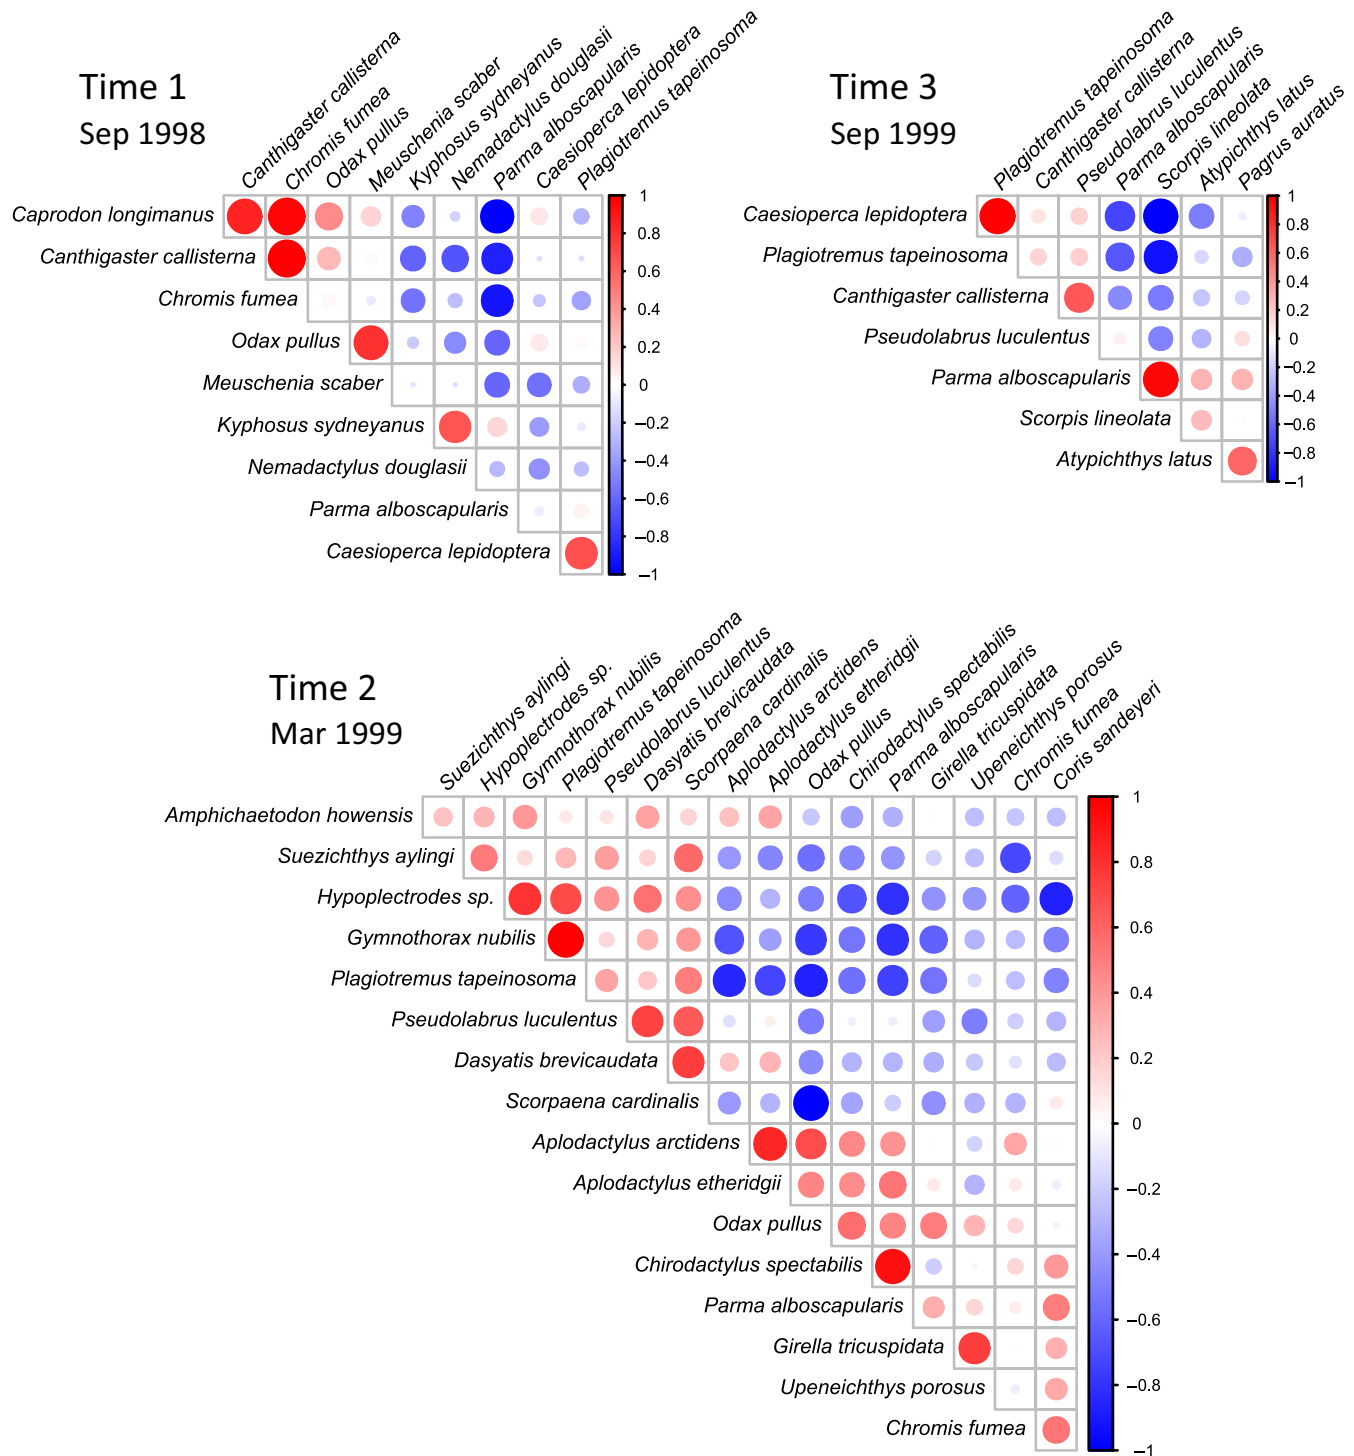 Time 1
Sep 1998
Canthigaster callisterna
Chromis fumea
Odax pullus
Meuschenia scaber
Kyphosus sydneyanus
Nemadactylus douglasii
Parma alboscapularis
Caesioperca lepidoptera
Plagiotremus tapeinosoma
Caprodon longimanus
Canthigaster callisterna
Chromis fumea
Odax pullus
Meuschenia scaber
Kyphosus sydneyanus
Nemadactylus douglasii
Parma alboscapularis
Caesioperca lepidoptera
1
0.8
0.6
0.4
0.2
0
−0.2
−0.4
−0.6
−0.8
−1
Time 3
Sep 1999
Plagiotremus tapeinosoma
Canthigaster callisterna
Pseudolabrus luculentus
Parma alboscapularis
Scorpis lineolata
Atypichthys latus
Pagrus auratus
Caesioperca lepidoptera
Plagiotremus tapeinosoma
Canthigaster callisterna
Pseudolabrus luculentus
Parma alboscapularis
Scorpis lineolata
Atypichthys latus
1
0.8
0.6
0.4
0.2
0
−0.2
−0.4
−0.6
−0.8
−1
Time 2
Mar 1999
Suezichthys aylingi
Hypoplectrodes sp.
Gymnothorax nubilis
Plagiotremus tapeinosoma
Pseudolabrus luculentus
Dasyatis brevicaudata
Scorpaena cardinalis
Aplodactylus arctidens
Aplodactylus etheridgii
Odax pullus
Chirodactylus spectabilis
Parma alboscapularis
Girella tricuspidata
Upeneichthys porosus
Chromis fumea
Coris sandeyeri
Amphichaetodon howensis
Suezichthys aylingi
Hypoplectrodes sp.
Gymnothorax nubilis
Plagiotremus tapeinosoma
Pseudolabrus luculentus
Dasyatis brevicaudata
Scorpaena cardinalis
Aplodactylus arctidens
Aplodactylus etheridgii
Odax pullus
Chirodactylus spectabilis
Parma alboscapularis
Girella tricuspidata
Upeneichthys porosus
Chromis fumea
1
0.8
0.6
0.4
0.2
0
−0.2
−0.4
−0.6
−0.8
−1